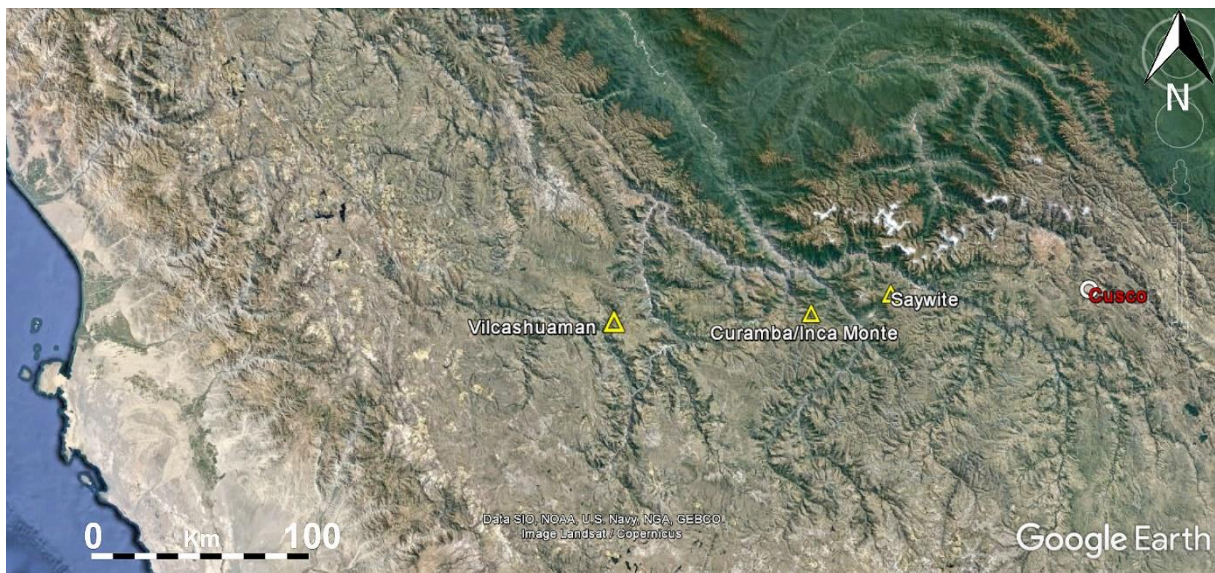 N
Cusco
Saywite
Vilcashuaman
Curamba/Inca Monte
Data SIO, NOAA, U.S. Navy, NGA, GEBCO
Image Landsat / Copernicus
0 Km 100
Google Earth